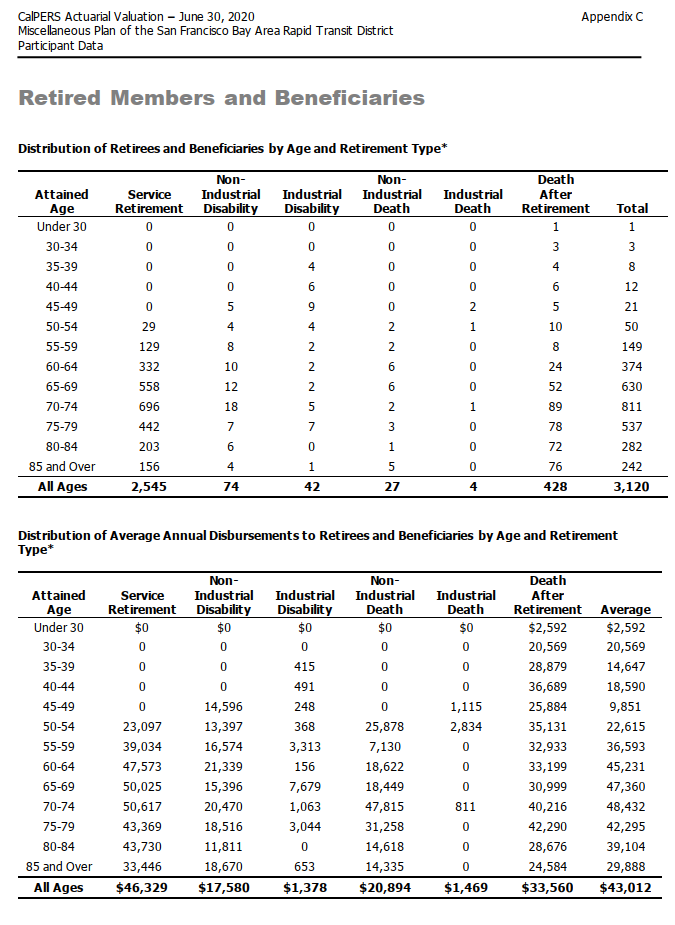 CalPERS Actuarial Valuation – June 30, 2020 Appendix C
Miscellaneous Plan of the San Francisco Bay Area Rapid Transit District
Participant Data
Retired Members and Beneficiaries
Distribution of Retirees and Beneficiaries by Age and Retirement Type*
Non- Non- Death
Attained Service Industrial Industrial Industrial Industrial After
Age Retirement Disability Disability Death Death Retirement Total
Under 30 0 0 0 0 0 1 1
30-34 0 0 0 0 0 3 3
35-39 0 0 4 0 0 4 8
40-44 0 0 6 0 0 6 12
45-49 0 5 9 0 2 5 21
50-54 29 4 4 2 1 10 50
55-59 129 8 2 2 0 8 149
60-64 332 10 2 6 0 24 374
65-69 558 12 2 6 0 52 630
70-74 696 18 5 2 1 89 811
75-79 442 7 7 3 0 78 537
80-84 203 6 0 1 0 72 282
85 and Over 156 4 1 5 0 76 242
All Ages 2,545 74 42 27 4 428 3,120
Distribution of Average Annual Disbursements to Retirees and Beneficiaries by Age and Retirement
Type*
Non- Non- Death
Attained Service Industrial Industrial Industrial Industrial After
Age Retirement Disability Disability Death Death Retirement Average
Under 30 $0 $0 $0 $0 $0 $2,592 $2,592
30-34 0 0 0 0 0 20,569 20,569
35-39 0 0 415 0 0 28,879 14,647
40-44 0 0 491 0 0 36,689 18,590
45-49 0 14,596 248 0 1,115 25,884 9,851
50-54 23,097 13,397 368 25,878 2,834 35,131 22,615
55-59 39,034 16,574 3,313 7,130 0 32,933 36,593
60-64 47,573 21,339 156 18,622 0 33,199 45,231
65-69 50,025 15,396 7,679 18,449 0 30,999 47,360
70-74 50,617 20,470 1,063 47,815 811 40,216 48,432
75-79 43,369 18,516 3,044 31,258 0 42,290 42,295
80-84 43,730 11,811 0 14,618 0 28,676 39,104
85 and Over 33,446 18,670 653 14,335 0 24,584 29,888
All Ages $46,329 $17,580 $1,378 $20,894 $1,469 $33,560 $43,012